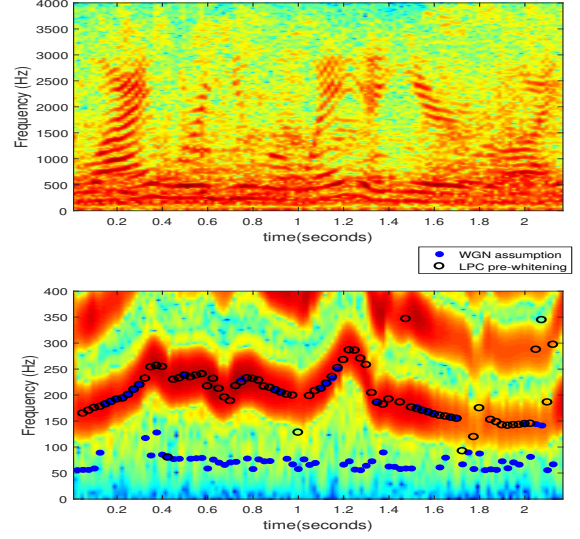 4000
3500
3000
2500
2000
1500
1000
500
0
Frequency (Hz)
0.2 0.4 0.6 0.8 1 1.2 1.4 1.6 1.8 2
time(seconds)
WGN assumption
LPC pre-whitening
400
350
300
250
200
150
100
50
0
Frequency (Hz)
0.2 0.4 0.6 0.8 1 1.2 1.4 1.6 1.8 2
time(seconds)